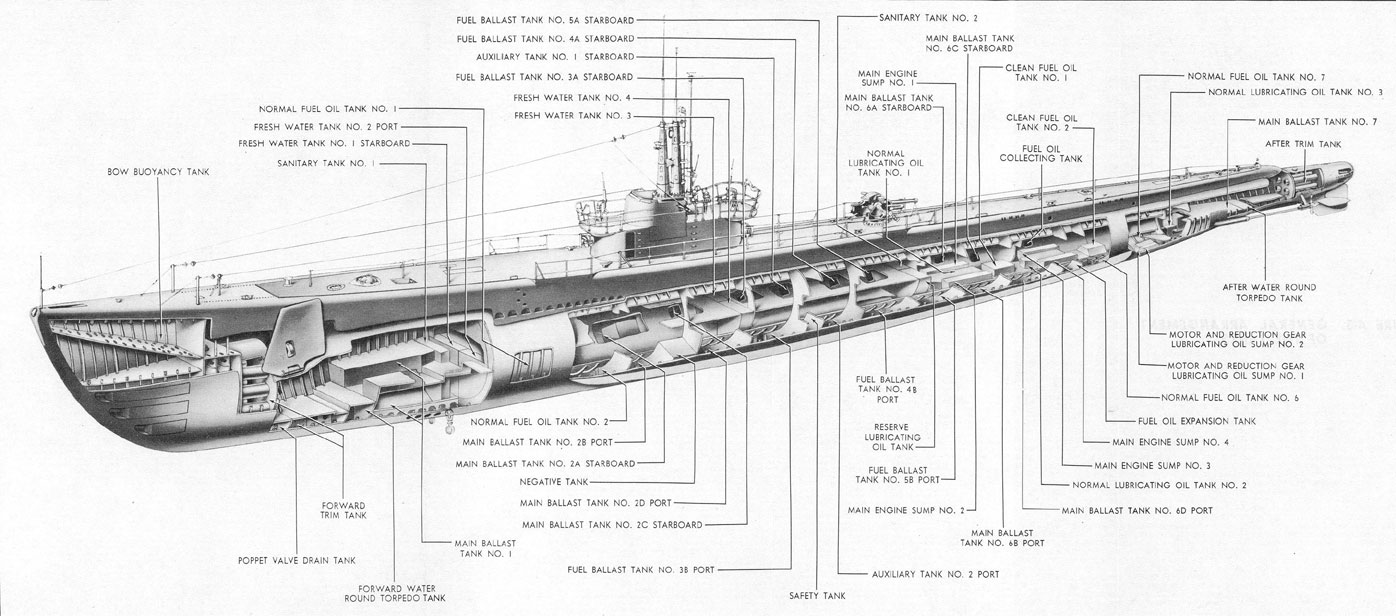 FUEL BALLAST TANK NO. 5A STARBOARD
FUEL BALLAST TANK NO. 4A STARBOARD
AUXILIARY TANK NO. 1 STARBOARD
FUEL BALLAST TANK NO. 3A STARBOARD
FRESH WATER TANK NO. 4
FRESH WATER TANK NO. 3
NORMAL FUEL OIL TANK NO. 1
FRESH WATER TANK NO. 2 PORT
FRESH WATER TANK NO. 1 STARBOARD
SANITARY TANK NO. 1
BOW BUOYANCY TANK
SANITARY TANK NO. 2
MAIN BALLAST TANK
NO. 6C STARBOARD
MAIN ENGINE
SUMP NO. 1
MAIN BALLAST TANK
NO. 6A STARBOARD
NORMAL
LUBRICATING OIL
TANK NO. 1
CLEAN FUEL OIL
TANK NO. 1
CLEAN FUEL OIL
TANK NO. 2
FUEL OIL
COLLECTING TANK
NORMAL FUEL OIL TANK NO. 7
NORMAL LUBRICATING OIL TANK NO. 3
MAIN BALLAST TANK NO. 7
AFTER TRIM TANK
AFTER WATER ROUND
TORPEDO TANK
MOTOR AND REDUCTION GEAR
LUBRICATING OIL SUMP NO. 2
MOTOR AND REDUCTION GEAR
LUBRICATING OIL SUMP NO. 1
NORMAL FUEL OIL TANK NO. 6
FUEL OIL EXPANSION TANK
MAIN ENGINE SUMP NO. 4
MAIN ENGINE SUMP NO. 3
NORMAL LUBRICATING OIL TANK NO. 2
MAIN BALLAST TANK NO. 6D PORT
FUEL BALLAST
TANK NO. 4B
PORT
RESERVE
LUBRICATING
OIL TANK
FUEL BALLAST
TANK NO. 5B PORT
MAIN ENGINE SUMP NO. 2
MAIN BALLAST
TANK NO. 6B PORT
AUXILIARY TANK NO. 2 PORT
SAFETY TANK
NORMAL FUEL OIL TANK NO. 2
MAIN BALLAST TANK NO. 2B PORT
MAIN BALLAST TANK NO. 2A STARBOARD
NEGATIVE TANK
MAIN BALLAST TANK NO. 2D PORT
MAIN BALLAST TANK NO. 2C STARBOARD
FUEL BALLAST TANK NO. 3B PORT
FORWARD
TRIM TANK
MAIN BALLAST
TANK NO. 1
POPPET VALVE DRAIN TANK
FORWARD WATER
ROUND TORPEDO TANK